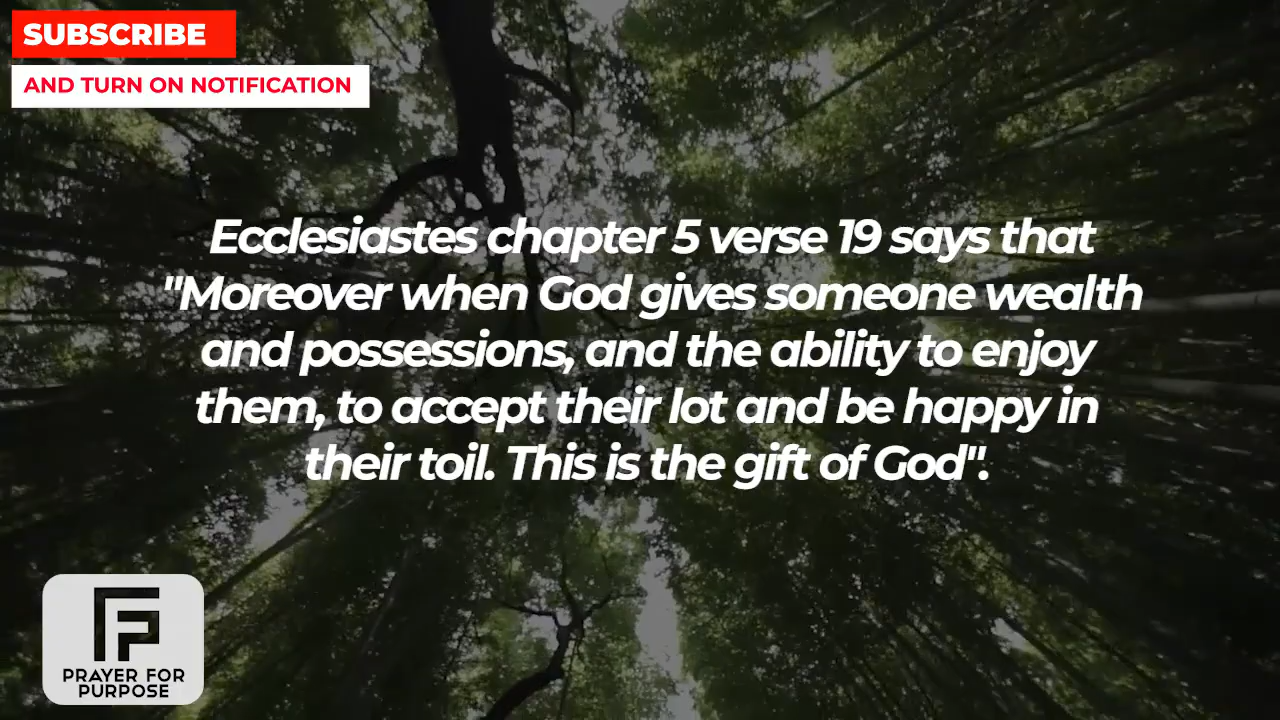 SUBSCRIBE
AND TURN ON NOTIFICATION
Ecclesiastes chapter 5 verse 19 says that
"Moreover when God gives someone wealth
and possessions, and the ability to enjoy
them, to accept their lot and be happy in
their toil. This is the gift of God".
PRAYER FOR
PURPOSE